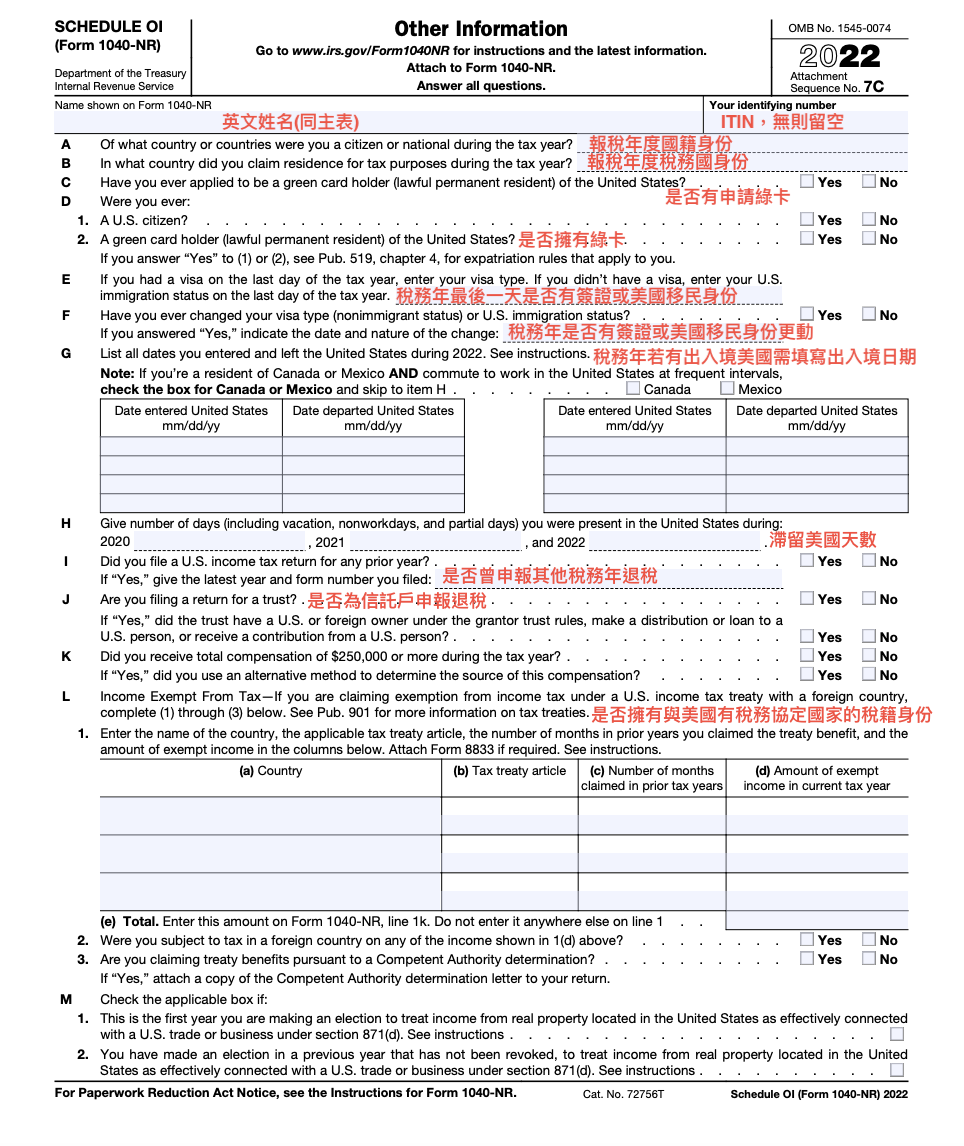 SCHEDULE OI
(Form 1040-NR)
Department of the Treasury
Internal Revenue Service
Other Information
Go to www.irs.gov/Form1040NR for instructions and the latest information.
Attach to Form 1040-NR.
Answer all questions.
OMB No. 1545-0074
2022
Attachment
Sequence No. 7C
Name shown on Form 1040-NR
英文姓名(同主表)
Your identifying number
ITIN，無則留空
A Of what country or countries were you a citizen or national during the tax year? 報稅年度國籍身份
B In what country did you claim residence for tax purposes during the tax year? 報稅年度稅務國身份
C Have you ever applied to be a green card holder (lawful permanent resident) of the United States? . . . . . Yes No
是否有申請綠卡
D Were you ever:
1. A U.S. citizen? . . . . . . . . . . . . . . . . . . . . . . . . . . . . . . Yes No
2. A green card holder (lawful permanent resident) of the United States? 是否擁有綠卡 . . . . . . . . Yes No
If you answer “Yes” to (1) or (2), see Pub. 519, chapter 4, for expatriation rules that apply to you.
E If you had a visa on the last day of the tax year, enter your visa type. If you didn’t have a visa, enter your U.S.
immigration status on the last day of the tax year. 稅務年最後一天是否有簽證或美國移民身份
F Have you ever changed your visa type (nonimmigrant status) or U.S. immigration status? . . . . . . . . Yes No
If you answered “Yes,” indicate the date and nature of the change: 稅務年是否有簽證或美國移民身份更動
G List all dates you entered and left the United States during 2022. See instructions. 稅務年若有出入境美國需填寫出入境日期
Note: If you’re a resident of Canada or Mexico AND commute to work in the United States at frequent intervals,
check the box for Canada or Mexico and skip to item H . . . . . . . . . Canada Mexico
Date entered United States
mm/dd/yy
Date departed United States
mm/dd/yy
Date entered United States
mm/dd/yy
Date departed United States
mm/dd/yy
H Give number of days (including vacation, nonworkdays, and partial days) you were present in the United States during:
2020 , 2021 , and 2022 . 滯留美國天數
I Did you file a U.S. income tax return for any prior year? . . . . . . . . . . . . . . . . . . Yes No
If “Yes,” give the latest year and form number you filed: 是否曾申報其他稅務年退稅
J Are you filing a return for a trust? . 是否為信託戶申報退稅 . . . . . . . . . . . . . . . Yes No
If “Yes,” did the trust have a U.S. or foreign owner under the grantor trust rules, make a distribution or loan to a
U.S. person, or receive a contribution from a U.S. person? . . . . . . . . . . . . . . . . . Yes No
K Did you receive total compensation of $250,000 or more during the tax year? . . . . . . . . . . . . Yes No
If “Yes,” did you use an alternative method to determine the source of this compensation? . . . . . . . . Yes No
L Income Exempt From Tax—If you are claiming exemption from income tax under a U.S. income tax treaty with a foreign country,
complete (1) through (3) below. See Pub. 901 for more information on tax treaties. 是否擁有與美國有稅務協定國家的稅籍身份
1. Enter the name of the country, the applicable tax treaty article, the number of months in prior years you claimed the treaty benefit, and the
amount of exempt income in the columns below. Attach Form 8833 if required. See instructions.
(a) Country
(b) Tax treaty article
(c) Number of months
claimed in prior tax years
(d) Amount of exempt
income in current tax year
(e) Total. Enter this amount on Form 1040-NR, line 1k. Do not enter it anywhere else on line 1 . .
2. Were you subject to tax in a foreign country on any of the income shown in 1(d) above? . . . . . . . . Yes No
3. Are you claiming treaty benefits pursuant to a Competent Authority determination? . . . . . . . . . . Yes No
If “Yes,” attach a copy of the Competent Authority determination letter to your return.
M Check the applicable box if:
1. This is the first year you are making an election to treat income from real property located in the United States as effectively connected
with a U.S. trade or business under section 871(d). See instructions . . . . . . . . . . . . . . . . . . . .
2. You have made an election in a previous year that has not been revoked, to treat income from real property located in the United
States as effectively connected with a U.S. trade or business under section 871(d). See instructions . . . . . . . . . .
For Paperwork Reduction Act Notice, see the Instructions for Form 1040-NR.
Cat. No. 72756T
Schedule OI (Form 1040-NR) 2022